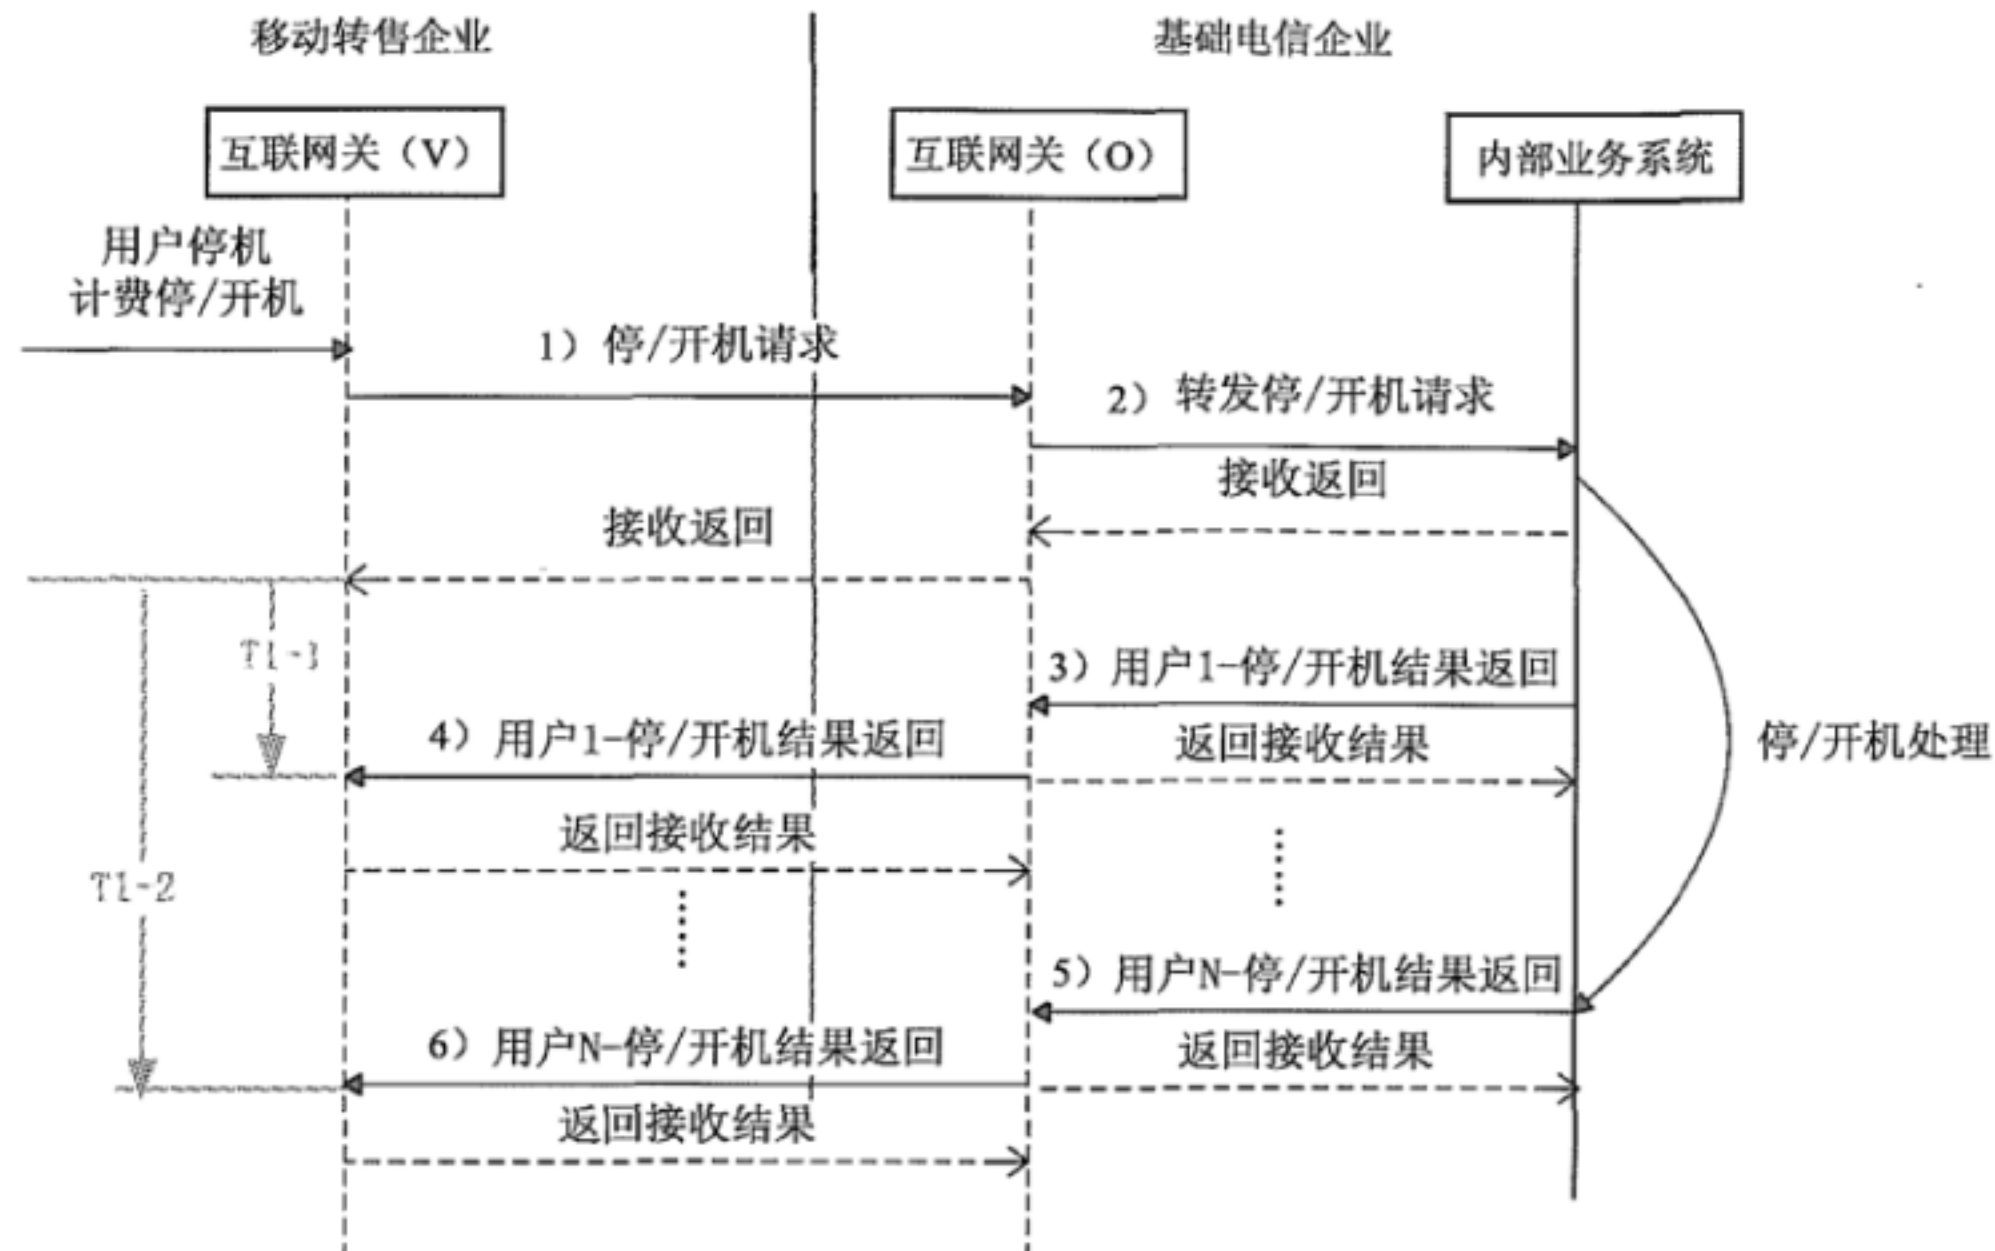 移动转售企业
基础电信企业
互联网关（V）
互联网关（O）
内部业务系统
用户停机
计费停/开机
1）停/开机请求
2）转发停/开机请求
接收返回
接收返回
T1-1
3）用户1-停/开机结果返回
4）用户1-停/开机结果返回
返回接收结果
停/开机处理
返回接收结果
……
……
T1-2
5）用户N-停/开机结果返回
6）用户N-停/开机结果返回
返回接收结果
返回接收结果